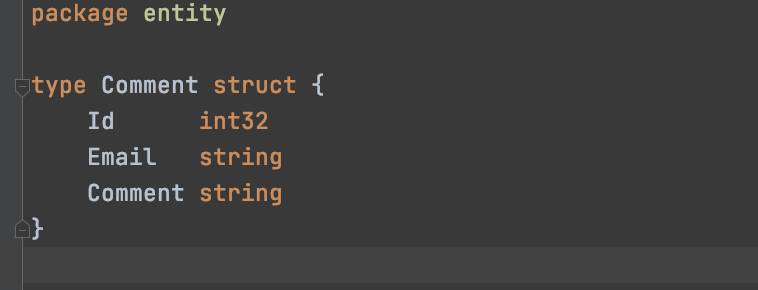 package entity
type Comment struct {
    Id      int32
    Email   string
    Comment string
}